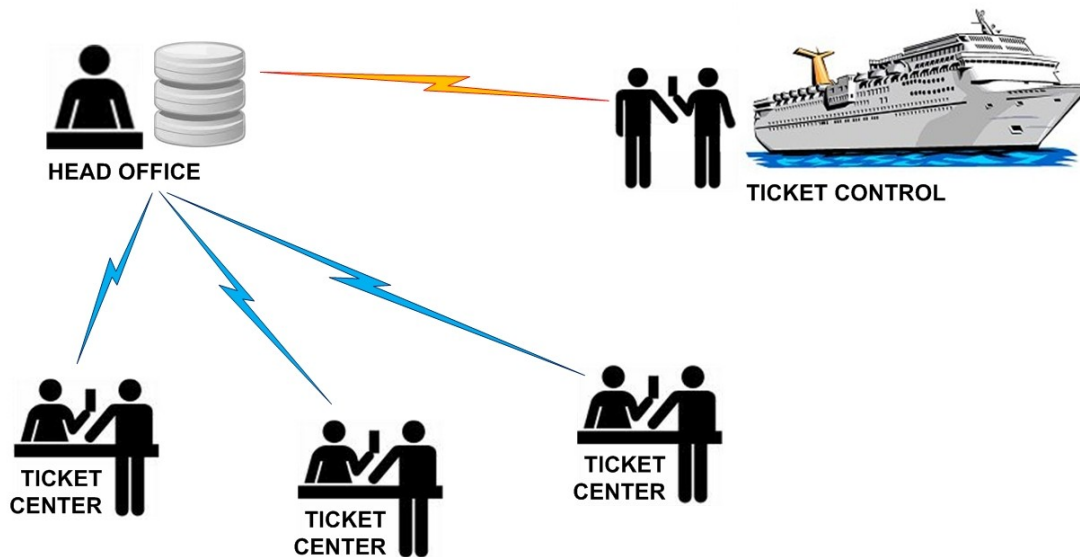 HEAD OFFICE
TICKET CONTROL
TICKET
CENTER
TICKET
CENTER
TICKET
CENTER